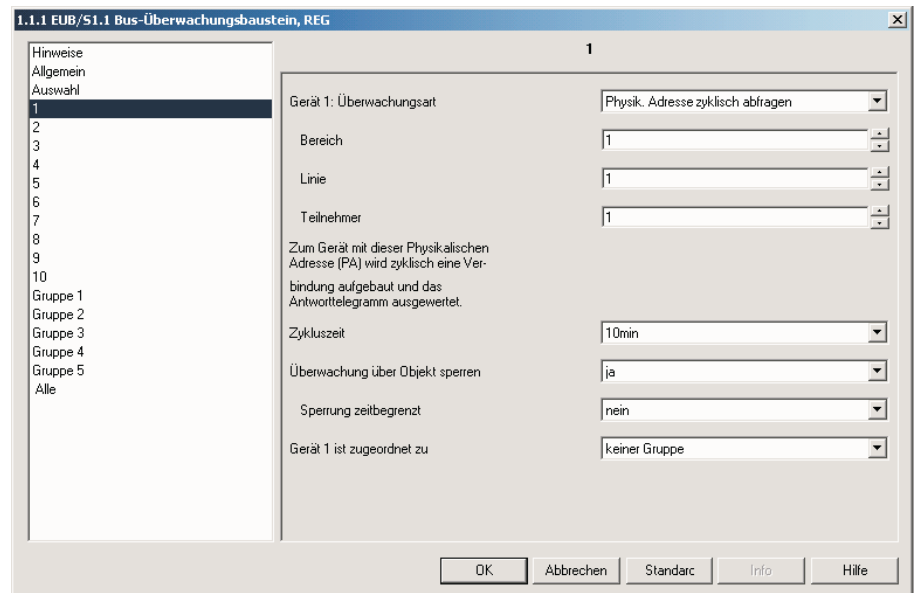 1.1.1 EUB/S1.1 Bus-Überwachungsbaustein, REG
Hinweise
Allgemein
Auswahl
1
2
3
4
5
6
7
8
9
10
Gruppe 1
Gruppe 2
Gruppe 3
Gruppe 4
Gruppe 5
Alle
1
Gerät 1: Überwachungsart Physik. Adresse zyklisch abfragen
Bereich 1
Linie 1
Teilnehmer 1
Zum Gerät mit dieser Physikalischen
Adresse (PA) wird zyklisch eine Ver-
bindung aufgebaut und das
Antworttelegramm ausgewertet.
Zykluszeit 10min
Überwachung über Objekt sperren ja
Sperrung zeitbegrenzt nein
Gerät 1 ist zugeordnet zu keiner Gruppe
OK Abbrechen Standarc Info Hilfe